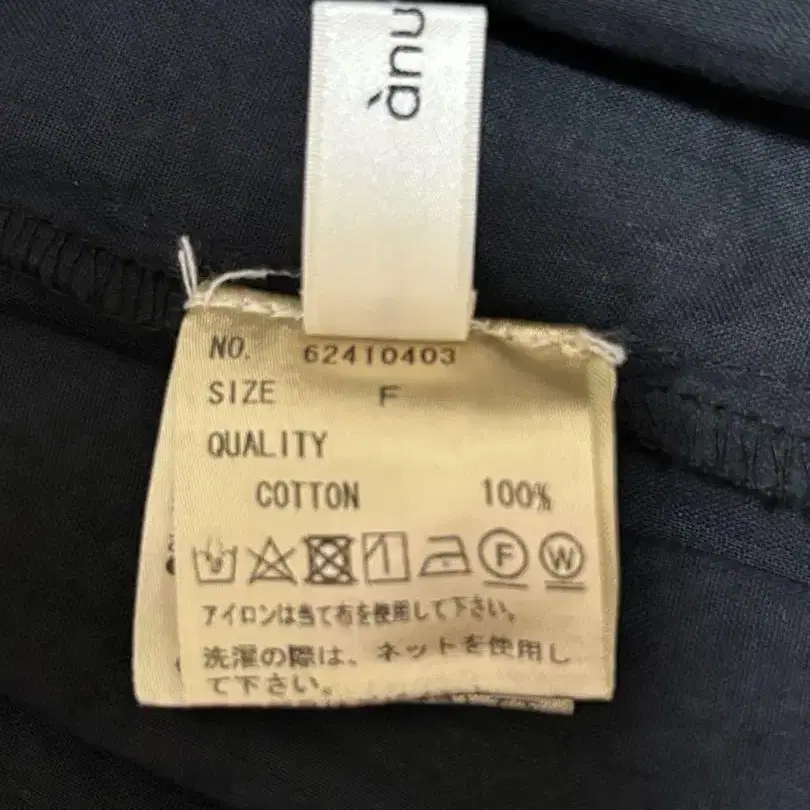 ànu
NO. 62410403
SIZE F
QUALITY
COTTON 100%
F W
アイロンは当て布を使用して下さい。
洗濯の際は、ネットを使用し
て下さい。